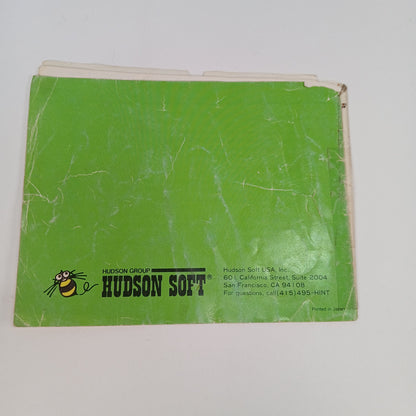 HUDSON GROUP
HUDSON SOFT®
Hudson Soft USA, Inc.
601 California Street, Suite 2004
San Francisco, CA 94108
For questions, call (415) 495-HINT
Printed in Japan